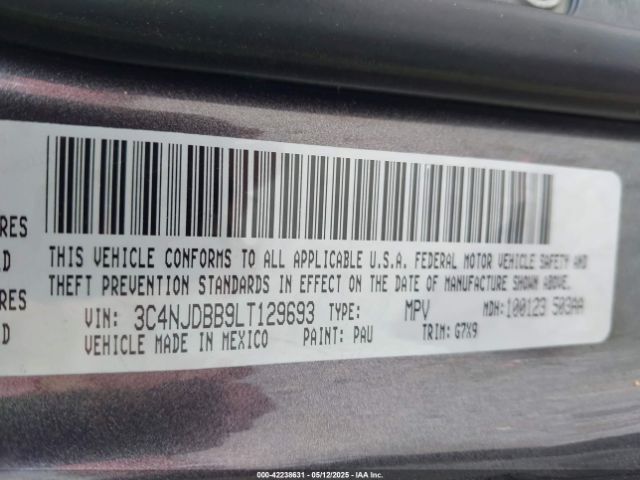 THIS VEHICLE CONFORMS TO ALL APPLICABLE U.S.A. FEDERAL MOTOR VEHICLE SAFETY AND
RES
THEFT PREVENTION STANDARDS IN EFFECT ON THE DATE OF MANUFACTURE SHOWN ABOVE.
D
RES
VIN: 3C4NJDBB9LT129693 TYPE: MPV MDH: 100123 509AA
D
VEHICLE MADE IN MEXICO PAINT: PAU TRIM: G7X9
000-42238631 - 05/12/2025 - IAA Inc.